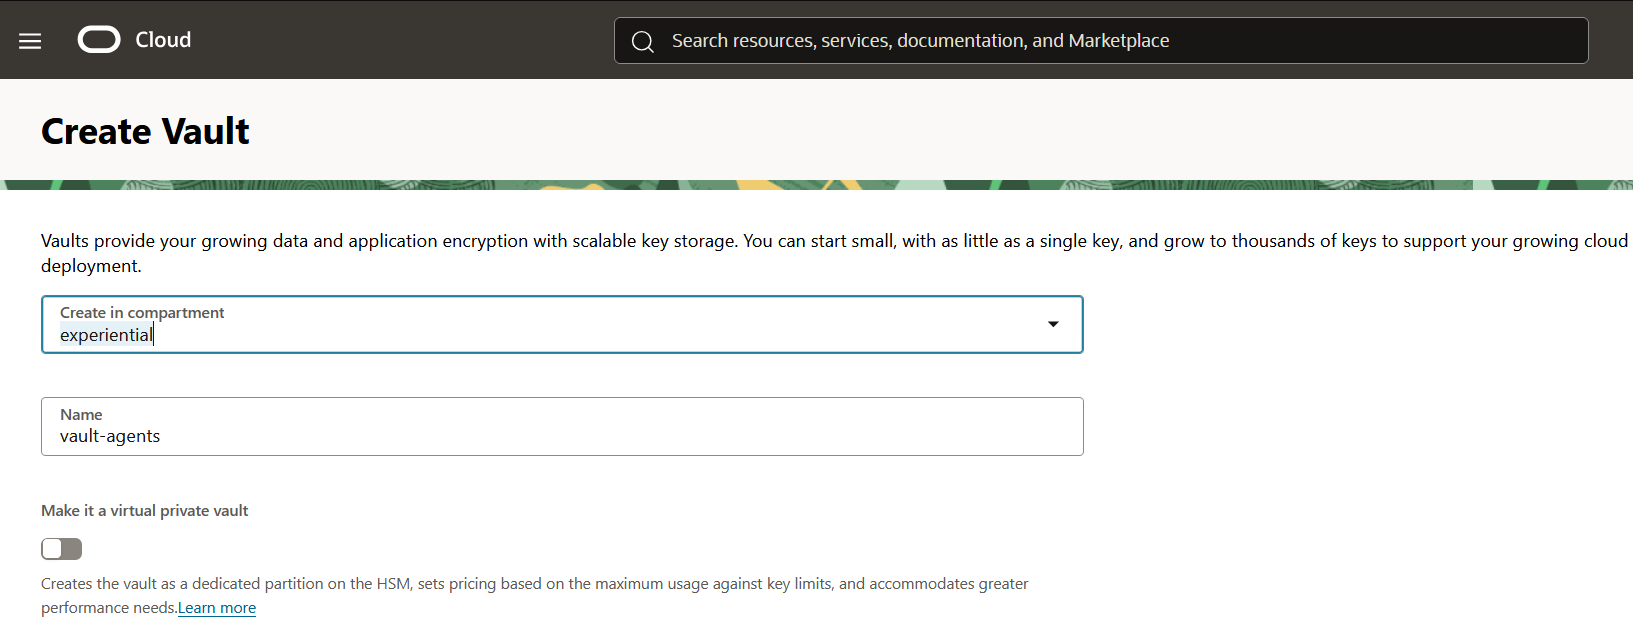 Cloud
Search resources, services, documentation, and Marketplace
Create Vault
Vaults provide your growing data and application encryption with scalable key storage. You can start small, with as little as a single key, and grow to thousands of keys to support your growing cloud
deployment.
Create in compartment
experiential
Name
vault-agents
Make it a virtual private vault
Creates the vault as a dedicated partition on the HSM, sets pricing based on the maximum usage against key limits, and accommodates greater
performance needs.Learn more